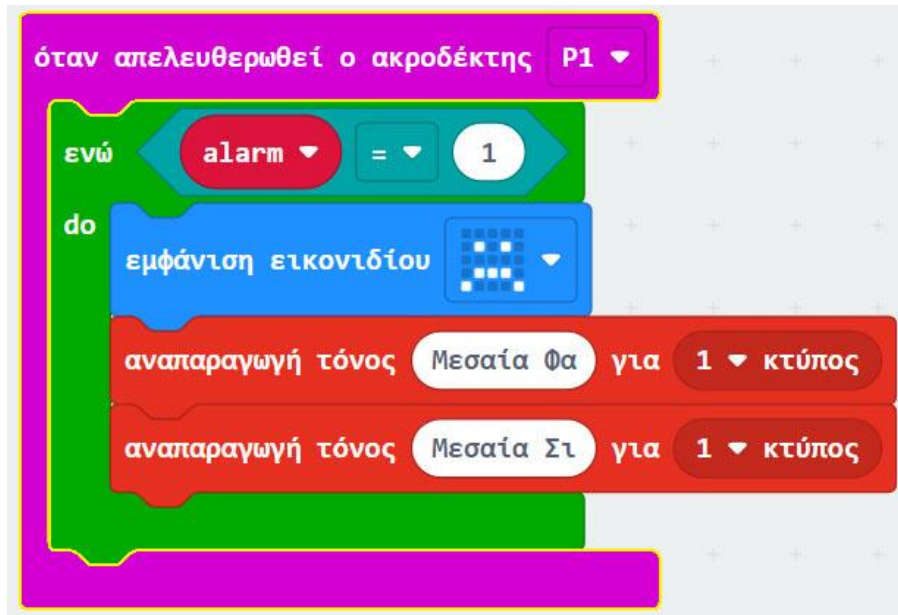 όταν απελευθερωθεί ο ακροδέκτης P1
ενώ alarm = 1
do
εμφάνιση εικονιδίου
αναπαραγωγή τόνος Μεσαία Φα για 1 κτύπος
αναπαραγωγή τόνος Μεσαία Σι για 1 κτύπος